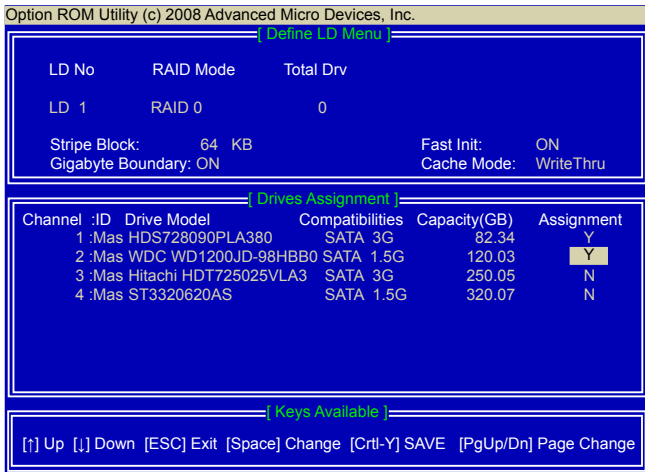 Option ROM Utility (c) 2008 Advanced Micro Devices, Inc.
[ Define LD Menu ]
LD No RAID Mode Total Drv
LD 1 RAID 0 0
Stripe Block: 64 KB Fast Init: ON
Gigabyte Boundary: ON Cache Mode: WriteThru
[ Drives Assignment ]
Channel :ID Drive Model Compatibilities Capacity(GB) Assignment
1 :Mas HDS728090PLA380 SATA 3G 82.34 Y
2 :Mas WDC WD1200JD-98HBB0 SATA 1.5G 120.03 Y
3 :Mas Hitachi HDT725025VLA3 SATA 3G 250.05 N
4 :Mas ST3320620AS SATA 1.5G 320.07 N
[ Keys Available ]
[↑] Up [↓] Down [ESC] Exit [Space] Change [Crtl-Y] SAVE [PgUp/Dn] Page Change